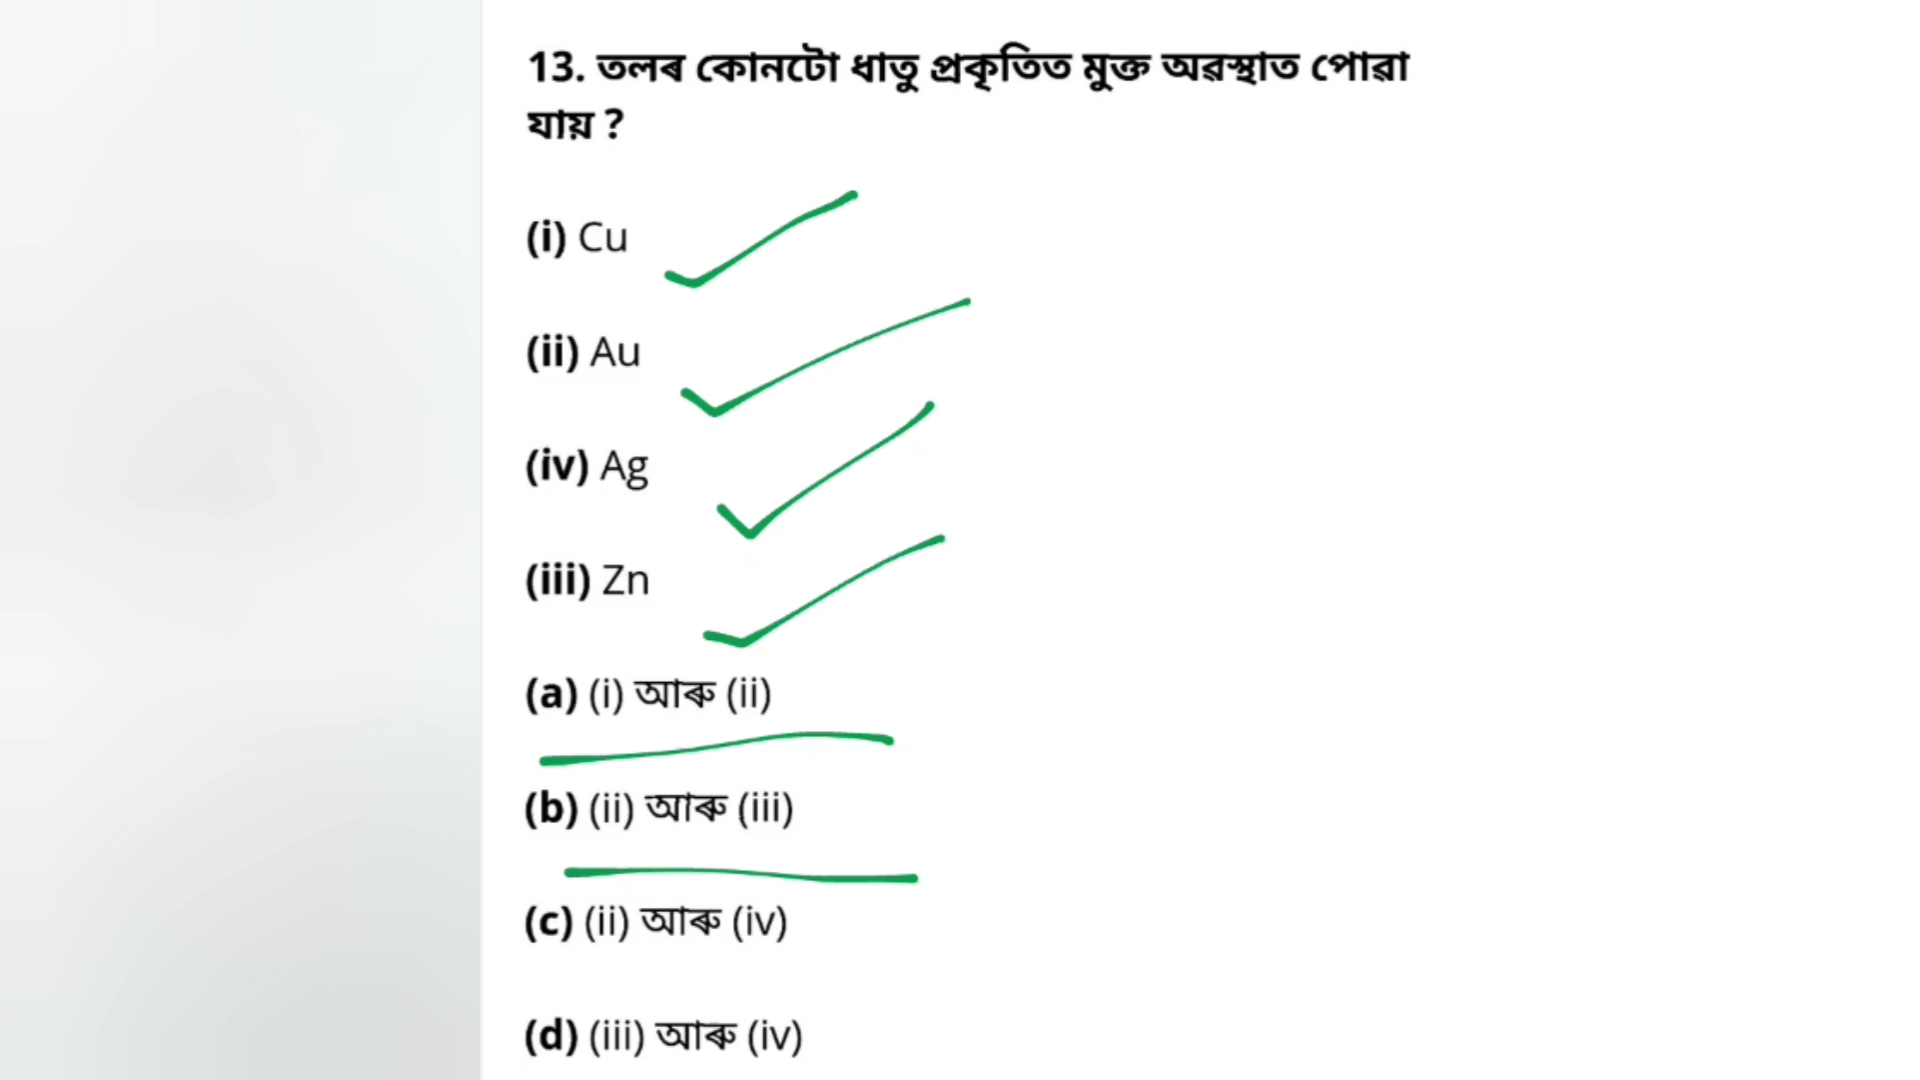 13. তলৰ কোনটো ধাতু প্ৰকৃতিত মুক্ত অৱস্থাত পোৱা
যায় ?
(i) Cu
(ii) Au
(iv) Ag
(iii) Zn
(a) (i) আৰু (ii)
(b) (ii) আৰু (iii)
(c) (ii) আৰু (iv)
(d) (iii) আৰু (iv)